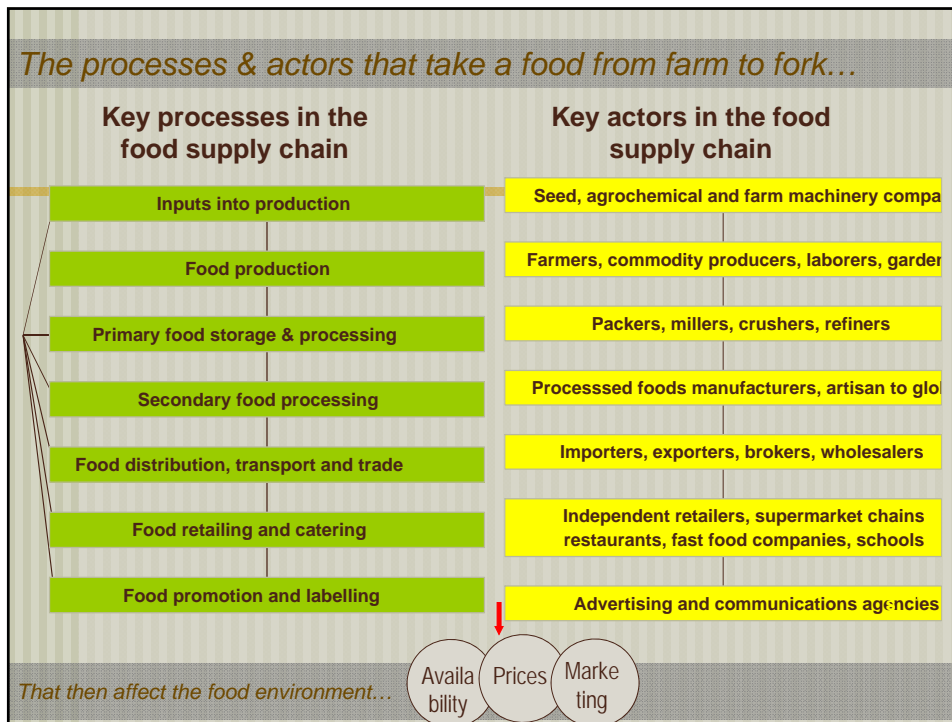 The processes & actors that take a food from farm to fork…
Key processes in the
food supply chain
Inputs into production
Food production
Primary food storage & processing
Secondary food processing
Food distribution, transport and trade
Food retailing and catering
Food promotion and labelling
Key actors in the food
supply chain
Seed, agrochemical and farm machinery compa
Farmers, commodity producers, laborers, garden
Packers, millers, crushers, refiners
Processsed foods manufacturers, artisan to glo
Importers, exporters, brokers, wholesalers
Independent retailers, supermarket chains
restaurants, fast food companies, schools
Advertising and communications agencies
That then affect the food environment…
Availa
bility
Prices
Marke
ting